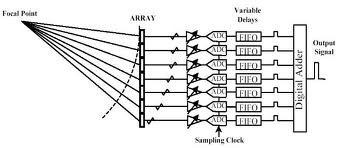 Focal Point
ARRAY
Variable
Delays
ADC FIFO
ADC FIFO
ADC FIFO
ADC FIFO
ADC FIFO
ADC FIFO
ADC FIFO
Digital Adder
Output
Signal
Sampling Clock